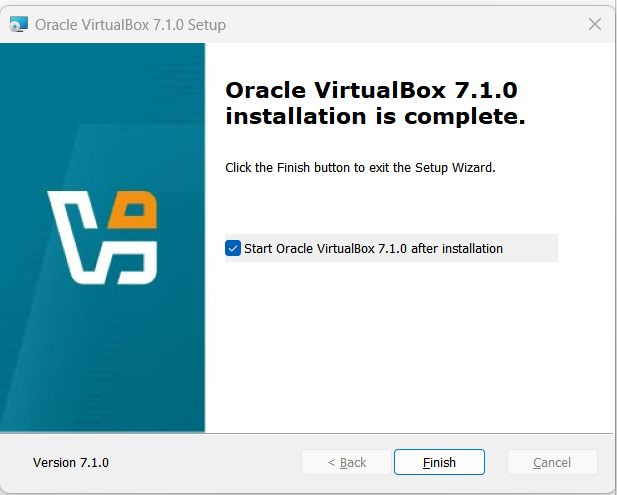 Oracle VirtualBox 7.1.0 Setup
Oracle VirtualBox 7.1.0
installation is complete.
Click the Finish button to exit the Setup Wizard.
Start Oracle VirtualBox 7.1.0 after installation
Version 7.1.0
< Back
Finish
Cancel